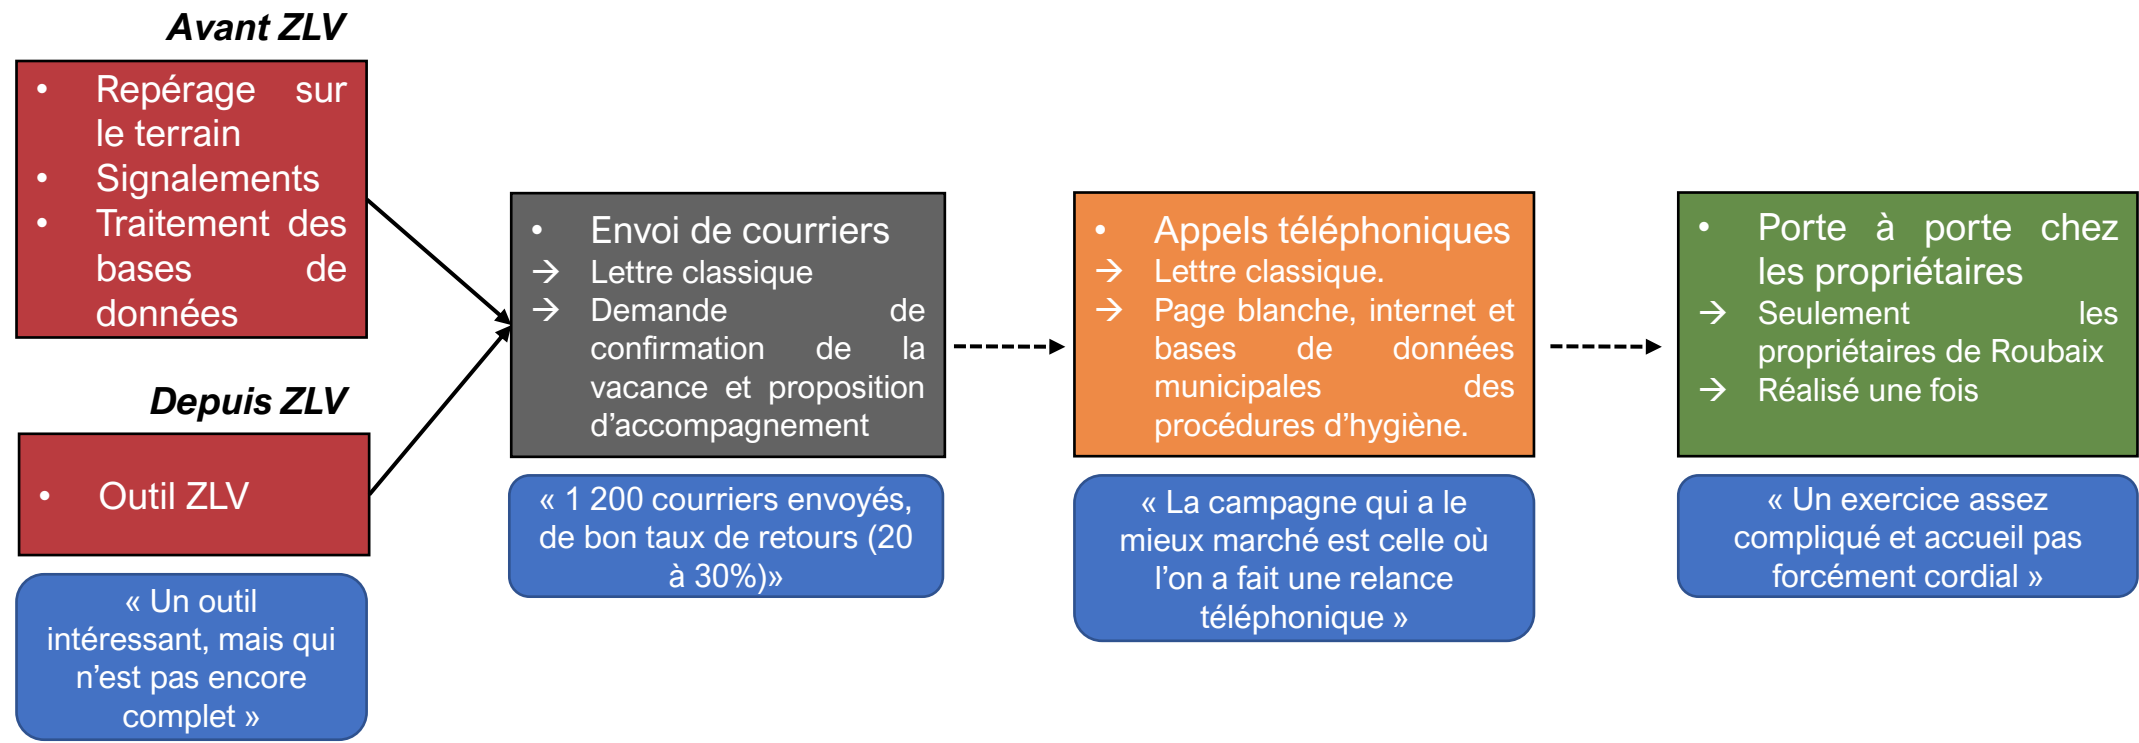 Avant ZLV
• Repérage sur
le terrain
• Signalements
• Traitement des
bases de
données
Depuis ZLV
• Outil ZLV
« Un outil
intéressant, mais qui
n’est pas encore
complet »
• Envoi de courriers
→ Lettre classique
→ Demande de
confirmation de la
vacance et proposition
d’accompagnement
« 1 200 courriers envoyés,
de bon taux de retours (20
à 30%)»
• Appels téléphoniques
→ Lettre classique.
→ Page blanche, internet et
bases de données
municipales des
procédures d’hygiène.
« La campagne qui a le
mieux marché est celle où
l’on a fait une relance
téléphonique »
• Porte à porte chez
les propriétaires
→ Seulement les
propriétaires de Roubaix
→ Réalisé une fois
« Un exercice assez
compliqué et accueil pas
forcément cordial »